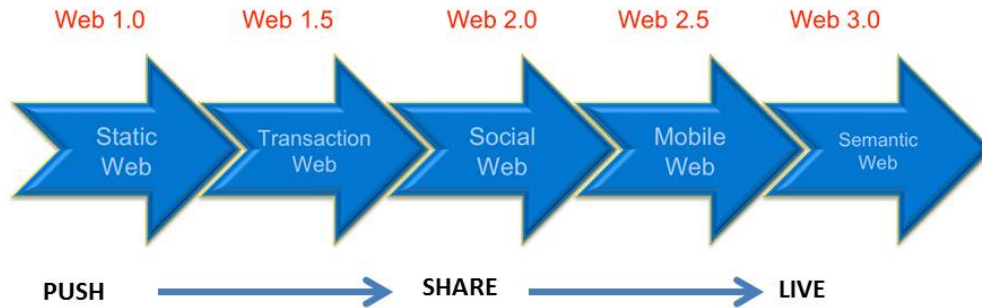 Web 1.0 Web 1.5 Web 2.0 Web 2.5 Web 3.0
Static
Web
Transaction
Web
Social
Web
Mobile
Web
Semantic
Web
PUSH SHARE LIVE